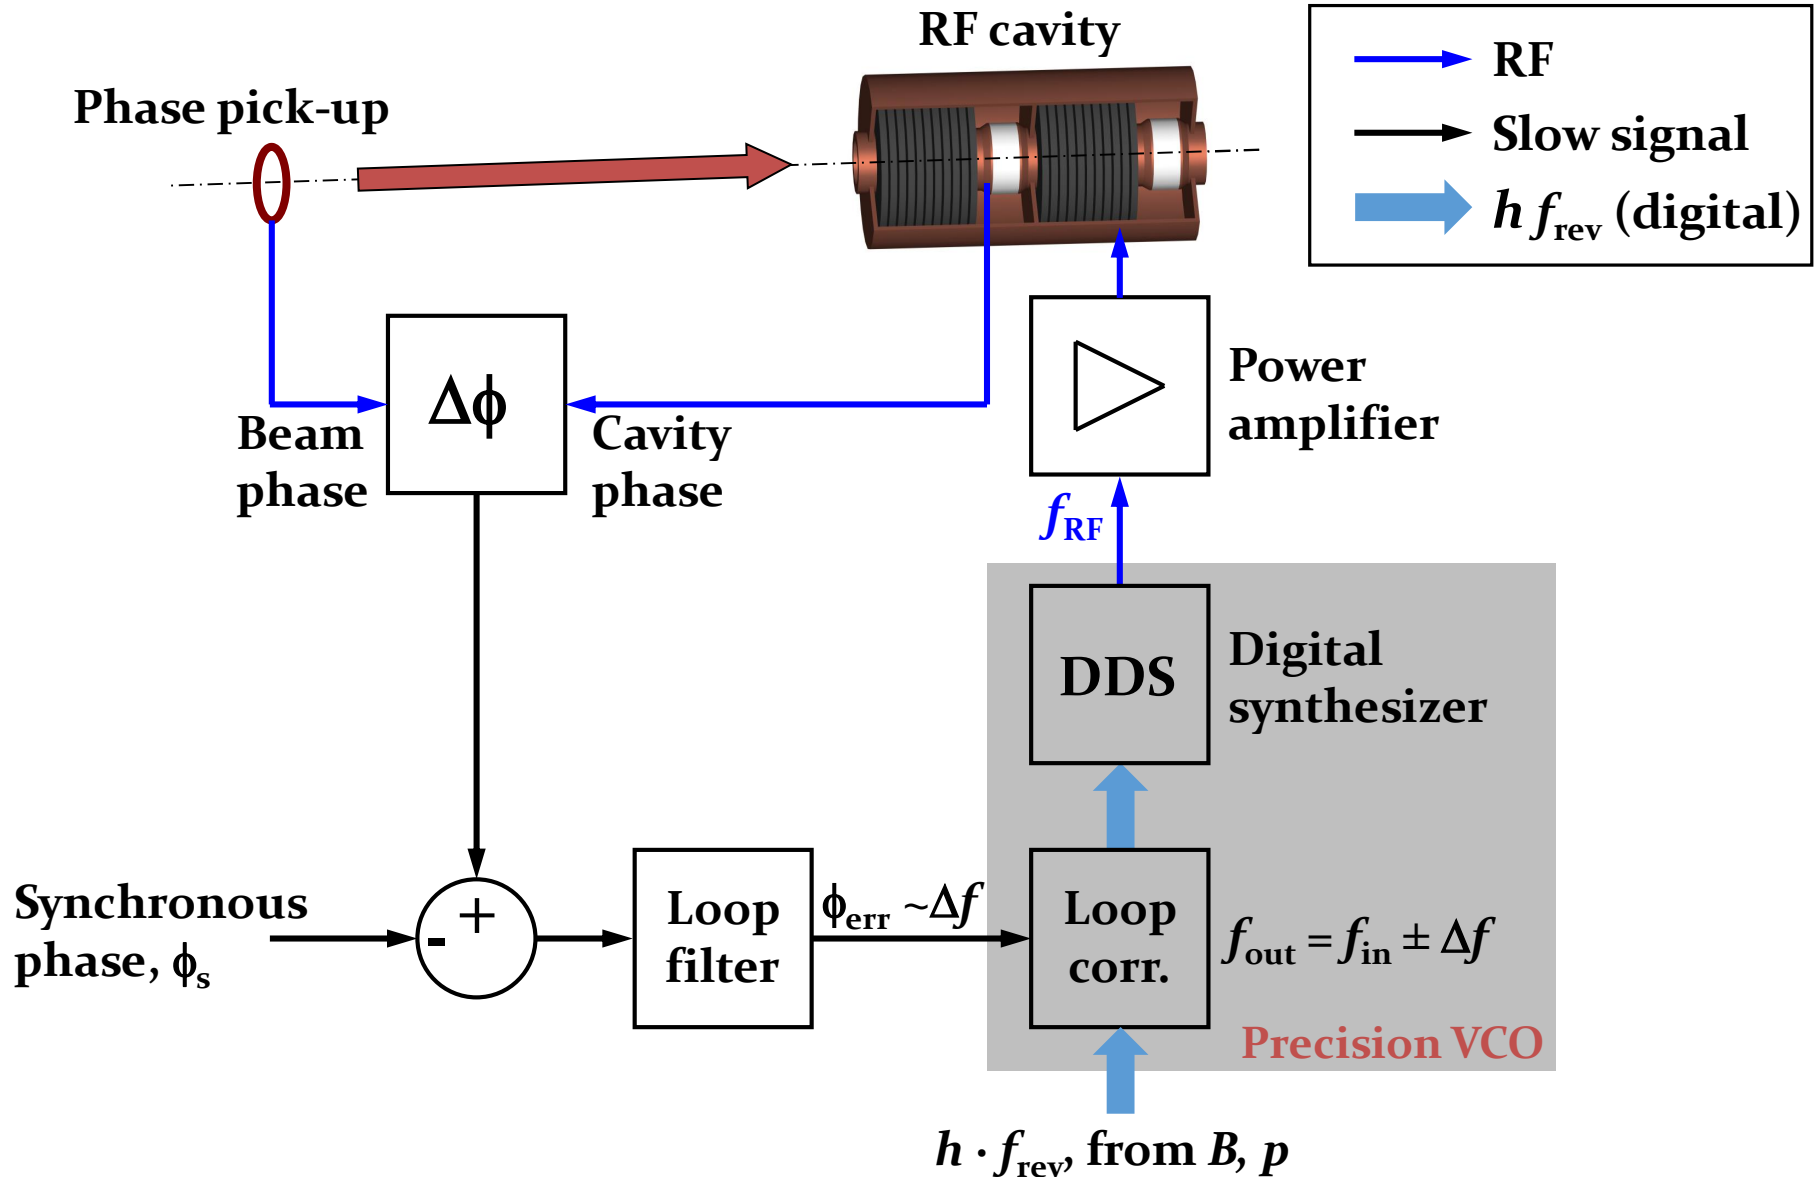 RF cavity
Phase pick-up
RF
Slow signal
h f_rev (digital)
Δϕ
Beam
phase
Cavity
phase
Power
amplifier
f_RF
DDS
Digital
synthesizer
Synchronous
phase, ϕ_s
+
-
Loop
filter
ϕ_err ~Δf
Loop
corr.
f_out = f_in ± Δf
Precision VCO
h · f_rev, from B, p